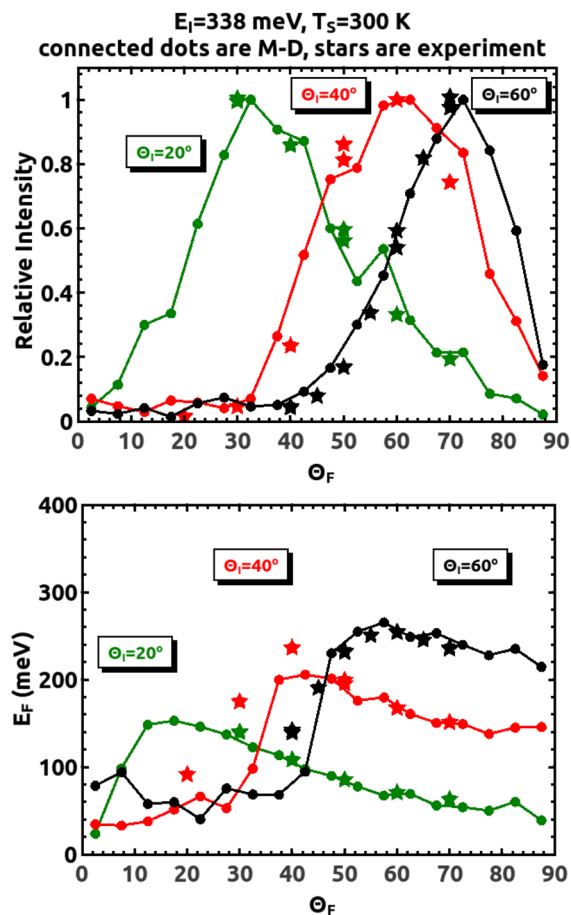 E_I=338 meV, T_S=300 K
connected dots are M-D, stars are experiment
Θ_I=40°
Θ_I=60°
Θ_I=20°
Relative Intensity
1
0.8
0.6
0.4
0.2
0
0 10 20 30 40 50 60 70 80 90
Θ_F
Θ_I=40°
Θ_I=60°
Θ_I=20°
E_F (meV)
400
300
200
100
0
0 10 20 30 40 50 60 70 80 90
Θ_F